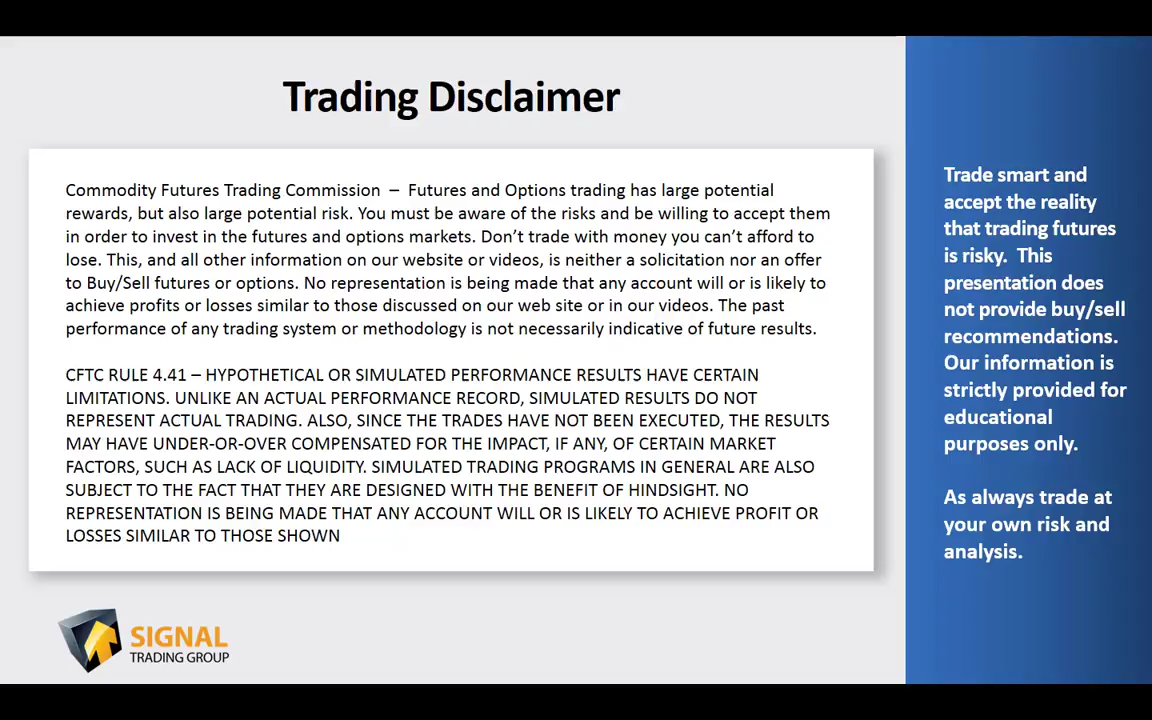 Trading Disclaimer
Commodity Futures Trading Commission – Futures and Options trading has large potential
rewards, but also large potential risk. You must be aware of the risks and be willing to accept them
in order to invest in the futures and options markets. Don’t trade with money you can’t afford to
lose. This, and all other information on our website or videos, is neither a solicitation nor an offer
to Buy/Sell futures or options. No representation is being made that any account will or is likely to
achieve profits or losses similar to those discussed on our web site or in our videos. The past
performance of any trading system or methodology is not necessarily indicative of future results.
CFTC RULE 4.41 – HYPOTHETICAL OR SIMULATED PERFORMANCE RESULTS HAVE CERTAIN
LIMITATIONS. UNLIKE AN ACTUAL PERFORMANCE RECORD, SIMULATED RESULTS DO NOT
REPRESENT ACTUAL TRADING. ALSO, SINCE THE TRADES HAVE NOT BEEN EXECUTED, THE RESULTS
MAY HAVE UNDER-OR-OVER COMPENSATED FOR THE IMPACT, IF ANY, OF CERTAIN MARKET
FACTORS, SUCH AS LACK OF LIQUIDITY. SIMULATED TRADING PROGRAMS IN GENERAL ARE ALSO
SUBJECT TO THE FACT THAT THEY ARE DESIGNED WITH THE BENEFIT OF HINDSIGHT. NO
REPRESENTATION IS BEING MADE THAT ANY ACCOUNT WILL OR IS LIKELY TO ACHIEVE PROFIT OR
LOSSES SIMILAR TO THOSE SHOWN
SIGNAL
TRADING GROUP
Trade smart and
accept the reality
that trading futures
is risky. This
presentation does
not provide buy/sell
recommendations.
Our information is
strictly provided for
educational
purposes only.
As always trade at
your own risk and
analysis.